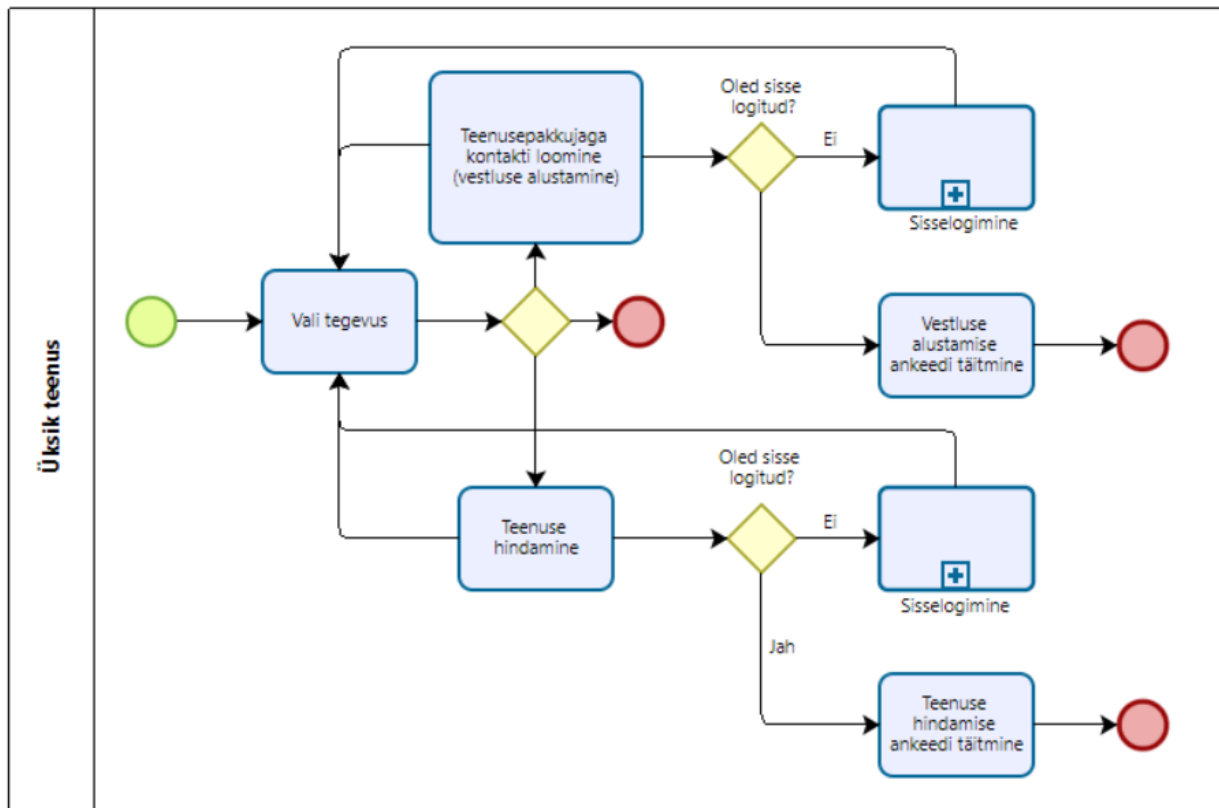 Üksik teenus
Oled sisse
logitud?
Teenusepakkujaga
kontakti loomine
(vestluse alustamine)
Ei
Sisselogimine
Vali tegevus
Vestluse
alustamise
ankeedi täitmine
Oled sisse
logitud?
Teenuse
hindamine
Ei
Sisselogimine
Jah
Teenuse
hindamise
ankeedi täitmine